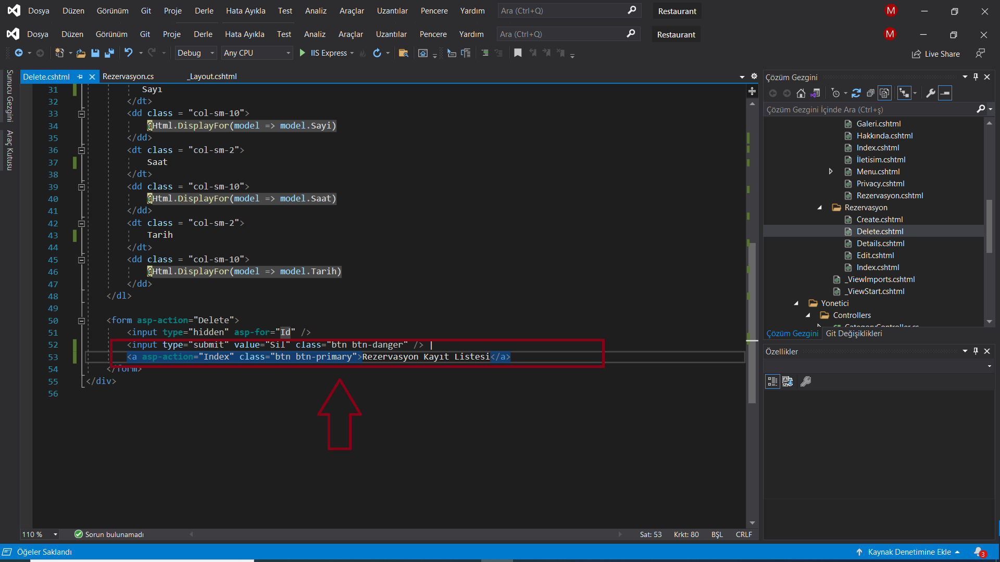 Dosya Düzen Görünüm Git Proje Derle Hata Ayıkla Test Analiz Araçlar Uzantılar Pencere Yardım Ara (Ctrl+Q) Restaurant M
Dosya Düzen Görünüm Git Proje Derle Hata Ayıkla Test Analiz Araçlar Uzantılar Pencere Yardım Ara (Ctrl+Q) Restaurant M
Debug Any CPU IIS Express Live Share
Sunucu Gezgini
Araç Kutusu
Delete.cshtml Rezervasyon.cs _Layout.cshtml
31 Sayı
32 </dt>
33 <dd class = "col-sm-10">
34 @Html.DisplayFor(model => model.Sayi)
35 </dd>
36 <dt class = "col-sm-2">
37 Saat
38 </dt>
39 <dd class = "col-sm-10">
40 @Html.DisplayFor(model => model.Saat)
41 </dd>
42 <dt class = "col-sm-2">
43 Tarih
44 </dt>
45 <dd class = "col-sm-10">
46 @Html.DisplayFor(model => model.Tarih)
47 </dd>
48 </dl>
49
50 <form asp-action="Delete">
51 <input type="hidden" asp-for="Id" />
52 <input type="submit" value="Sil" class="btn btn-danger" /> |
53 <a asp-action="Index" class="btn btn-primary">Rezervasyon Kayıt Listesi</a>
54 </form>
55 </div>
56
110 % Sorun bulunamadı Sat: 53 Krkt: 80 BŞL CRLF
Çözüm Gezgini
Çözüm Gezgini İçinde Ara (Ctrl+ş)
Galeri.cshtml
Hakkında.cshtml
Index.cshtml
İletisim.cshtml
Menu.cshtml
Privacy.cshtml
Rezervasyon.cshtml
Rezervasyon
Create.cshtml
Delete.cshtml
Details.cshtml
Edit.cshtml
Index.cshtml
_ViewImports.cshtml
_ViewStart.cshtml
Yonetici
Controllers
CategoryController.cs
Çözüm Gezgini Git Değişiklikleri
Özellikler
Öğeler Saklandı Kaynak Denetimine Ekle 3